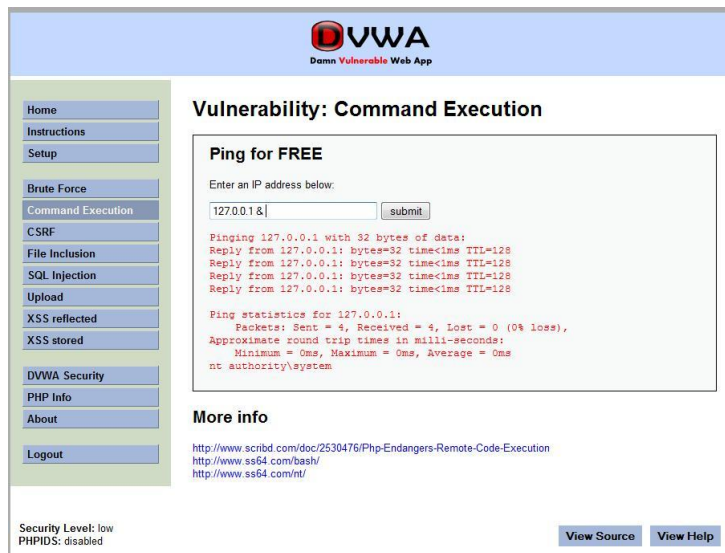 DVWA
Damn Vulnerable Web App
Home
Instructions
Setup
Brute Force
Command Execution
CSRF
File Inclusion
SQL Injection
Upload
XSS reflected
XSS stored
DVWA Security
PHP Info
About
Logout
Vulnerability: Command Execution
Ping for FREE
Enter an IP address below:
127.0.0.1 &
submit
Pinging 127.0.0.1 with 32 bytes of data:
Reply from 127.0.0.1: bytes=32 time<1ms TTL=128
Reply from 127.0.0.1: bytes=32 time<1ms TTL=128
Reply from 127.0.0.1: bytes=32 time<1ms TTL=128
Reply from 127.0.0.1: bytes=32 time<1ms TTL=128
Ping statistics for 127.0.0.1:
Packets: Sent = 4, Received = 4, Lost = 0 (0% loss),
Approximate round trip times in milli-seconds:
Minimum = 0ms, Maximum = 0ms, Average = 0ms
nt authority\system
More info
http://www.scribd.com/doc/2530476/Php-Endangers-Remote-Code-Execution
http://www.ss64.com/bash/
http://www.ss64.com/nt/
Security Level: low
PHPIDS: disabled
View Source
View Help